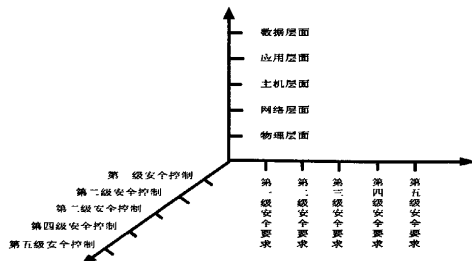 数据层面
应用层面
主机层面
网络层面
物理层面
第一级安全控制
第二级安全控制
第三级安全控制
第四级安全控制
第五级安全控制
第一级安全要求
第二级安全要求
第三级安全要求
第四级安全要求
第五级安全要求